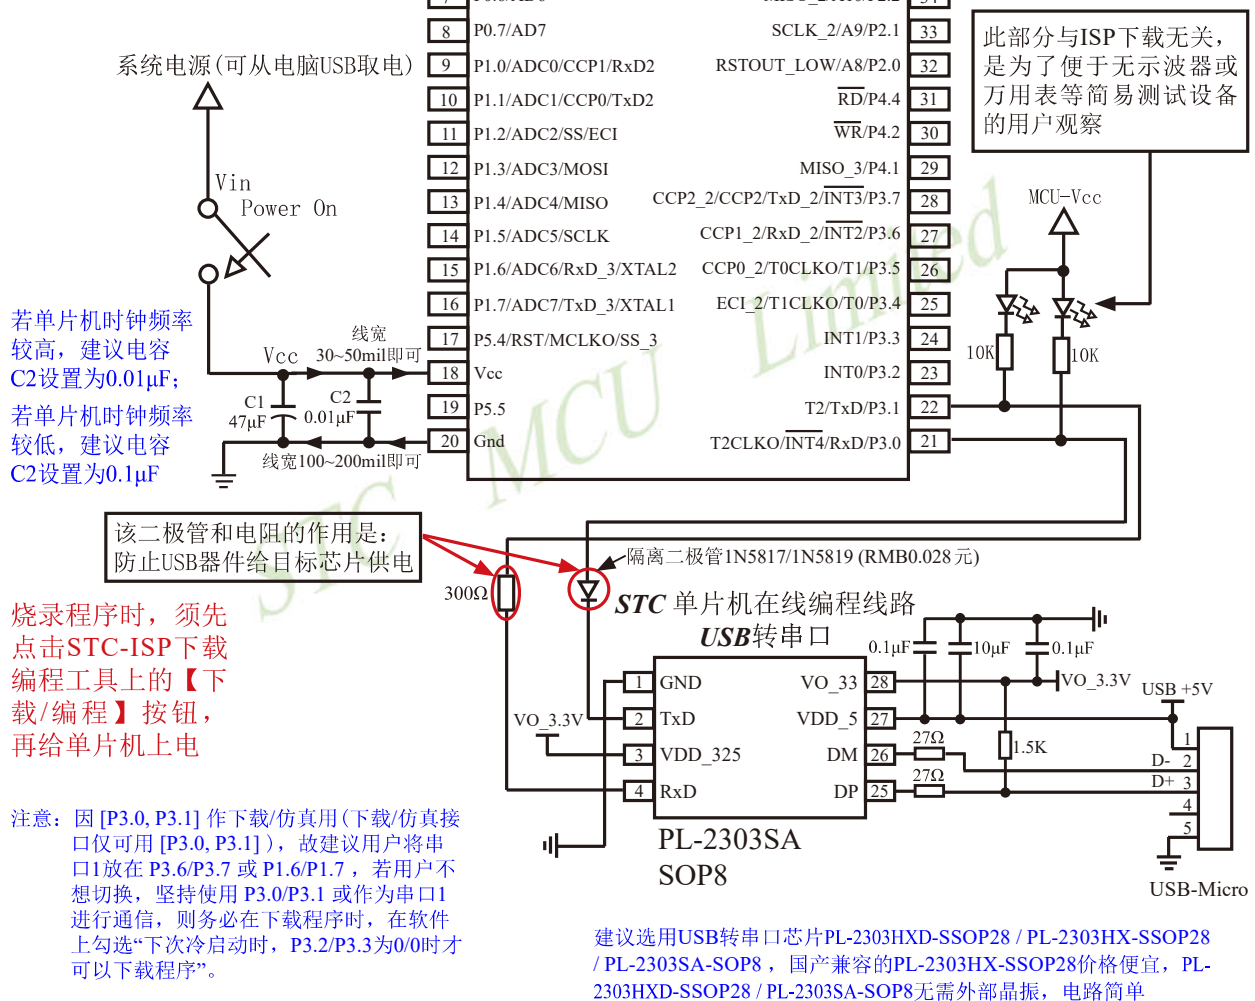 8 P0.7/AD7
9 P1.0/ADC0/CCP1/RxD2
10 P1.1/ADC1/CCP0/TxD2
11 P1.2/ADC2/SS/ECI
12 P1.3/ADC3/MOSI
13 P1.4/ADC4/MISO
14 P1.5/ADC5/SCLK
15 P1.6/ADC6/RxD_3/XTAL2
16 P1.7/ADC7/TxD_3/XTAL1
17 P5.4/RST/MCLKO/SS_3
18 Vcc
19 P5.5
20 Gnd
SCLK_2/A9/P2.1 33
RSTOUT_LOW/A8/P2.0 32
RD/P4.4 31
WR/P4.2 30
MISO_3/P4.1 29
CCP2_2/CCP2/TxD_2/INT3/P3.7 28
CCP1_2/RxD_2/INT2/P3.6 27
CCP0_2/T0CLKO/T1/P3.5 26
ECI_2/T1CLKO/T0/P3.4 25
INT1/P3.3 24
INT0/P3.2 23
T2/TxD/P3.1 22
T2CLKO/INT4/RxD/P3.0 21
系统电源(可从电脑USB取电)
Vin
Power On
Vcc
线宽
30~50mil即可
C1
47μF
C2
0.01μF
线宽100~200mil即可
若单片机时钟频率
较高，建议电容
C2设置为0.01μF；
若单片机时钟频率
较低，建议电容
C2设置为0.1μF
此部分与ISP下载无关，
是为了便于无示波器或
万用表等简易测试设备
的用户观察
MCU-Vcc
10K
10K
STC MCU Limited
该二极管和电阻的作用是：
防止USB器件给目标芯片供电
300Ω
隔离二极管1N5817/1N5819 (RMB0.028元)
STC 单片机在线编程线路
USB转串口
烧录程序时，须先
点击STC-ISP下载
编程工具上的【下
载/编程】按钮，
再给单片机上电
VO_3.3V
1 GND
2 TxD
3 VDD_325
4 RxD
VO_33 28
VDD_5 27
DM 26
DP 25
0.1μF
10μF
0.1μF
VO_3.3V
USB +5V
27Ω
27Ω
1.5K
1
D- 2
D+ 3
4
5
USB-Micro
PL-2303SA
SOP8
注意：因 [P3.0, P3.1] 作下载/仿真用(下载/仿真接
口仅可用 [P3.0, P3.1] )，故建议用户将串
口1放在 P3.6/P3.7 或 P1.6/P1.7 ，若用户不
想切换，坚持使用 P3.0/P3.1 或作为串口1
进行通信，则务必在下载程序时，在软件
上勾选“下次冷启动时，P3.2/P3.3为0/0时才
可以下载程序”。
建议选用USB转串口芯片PL-2303HXD-SSOP28 / PL-2303HX-SSOP28
/ PL-2303SA-SOP8 ，国产兼容的PL-2303HX-SSOP28价格便宜，PL-
2303HXD-SSOP28 / PL-2303SA-SOP8无需外部晶振，电路简单